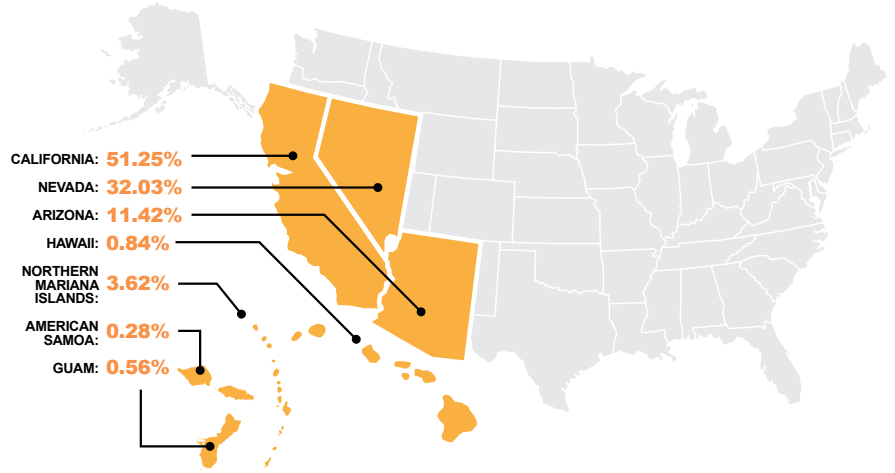 CALIFORNIA: 51.25%
NEVADA: 32.03%
ARIZONA: 11.42%
HAWAII: 0.84%
NORTHERN
MARIANA 3.62%
ISLANDS:
AMERICAN 0.28%
SAMOA:
GUAM: 0.56%